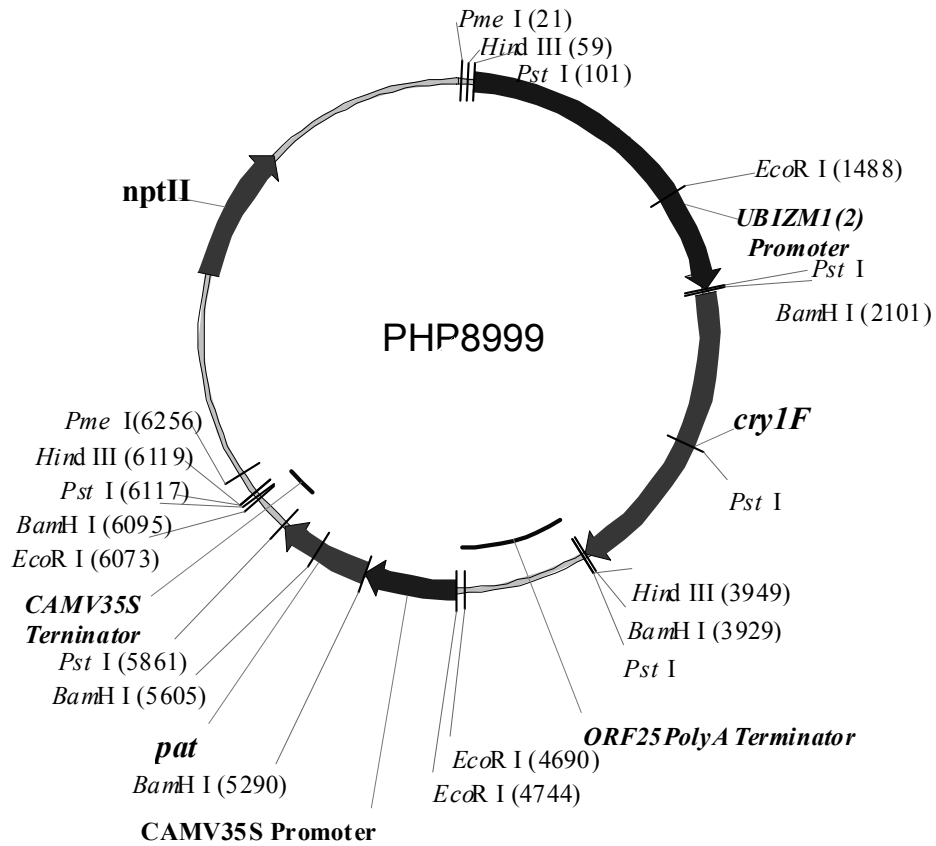 Pme I (21)
Hind III (59)
Pst I (101)
EcoR I (1488)
UBIZM1(2)
Promoter
Pst I
BamH I (2101)
nptII
PHP8999
cry1F
Pst I
Pme I(6256)
Hind III (6119)
Pst I (6117)
BamH I (6095)
EcoR I (6073)
CAMV35S
Terninator
Pst I (5861)
BamH I (5605)
pat
BamH I (5290)
CAMV35S Promoter
Hind III (3949)
BamH I (3929)
Pst I
ORF25PolyA Terminator
EcoR I (4690)
EcoR I (4744)